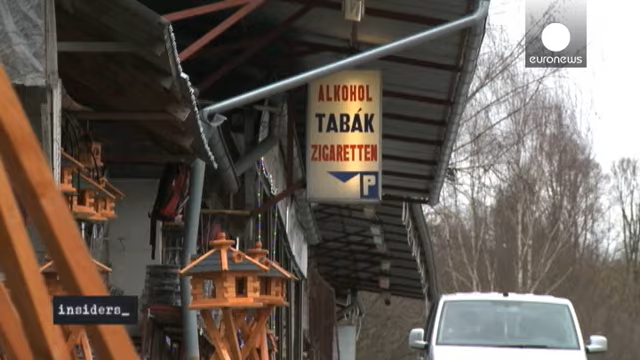 euronews
ALKOHOL
TABÁK
ZIGARETTEN
P
insiders_